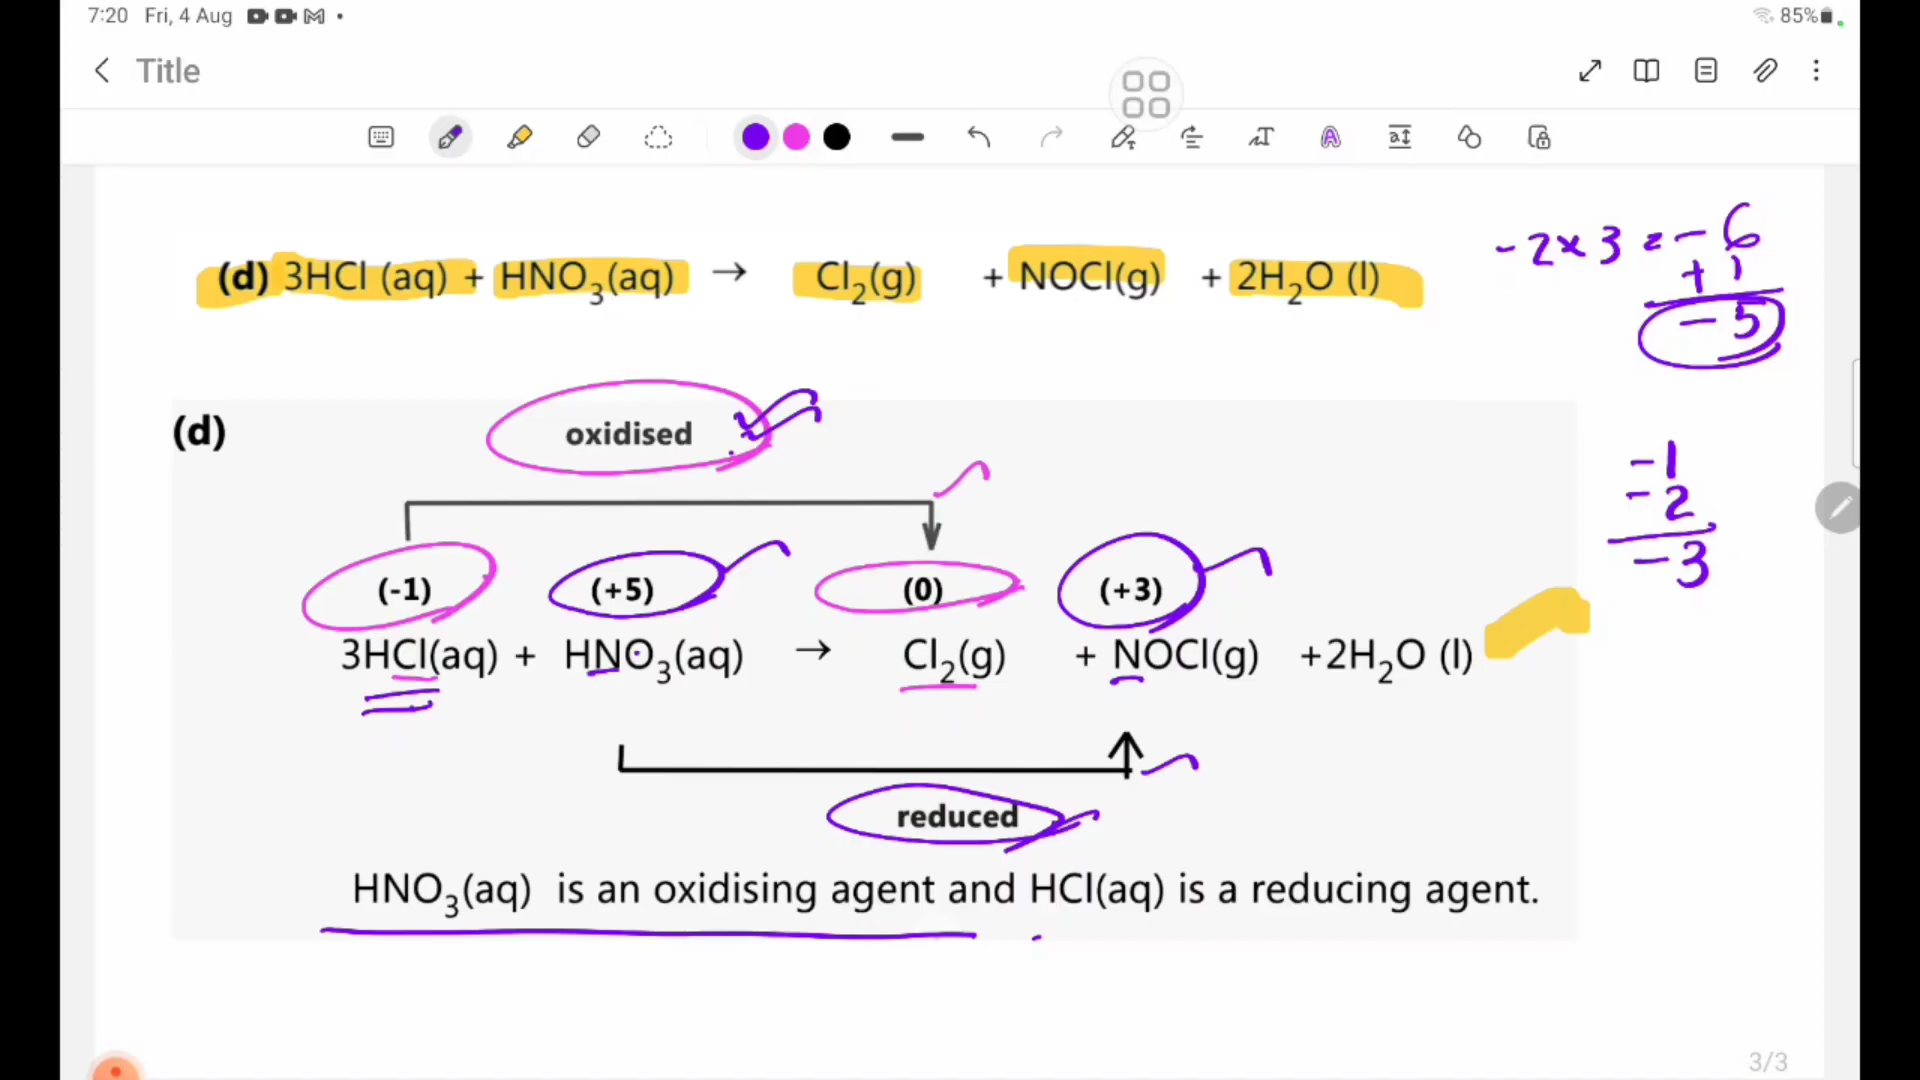 7:20 Fri, 4 Aug 85%
Title
(d) 3HCl (aq) + HNO₃(aq) → Cl₂(g) + NOCl(g) + 2H₂O (l)
-2 x 3 = - 6
+ 1
- 5
(d)
oxidised
-1
-2
-3
(-1) (+5) (0) (+3)
3HCl(aq) + HNO₃(aq) → Cl₂(g) + NOCl(g) +2H₂O (l)
reduced
HNO₃(aq) is an oxidising agent and HCl(aq) is a reducing agent.
3/3